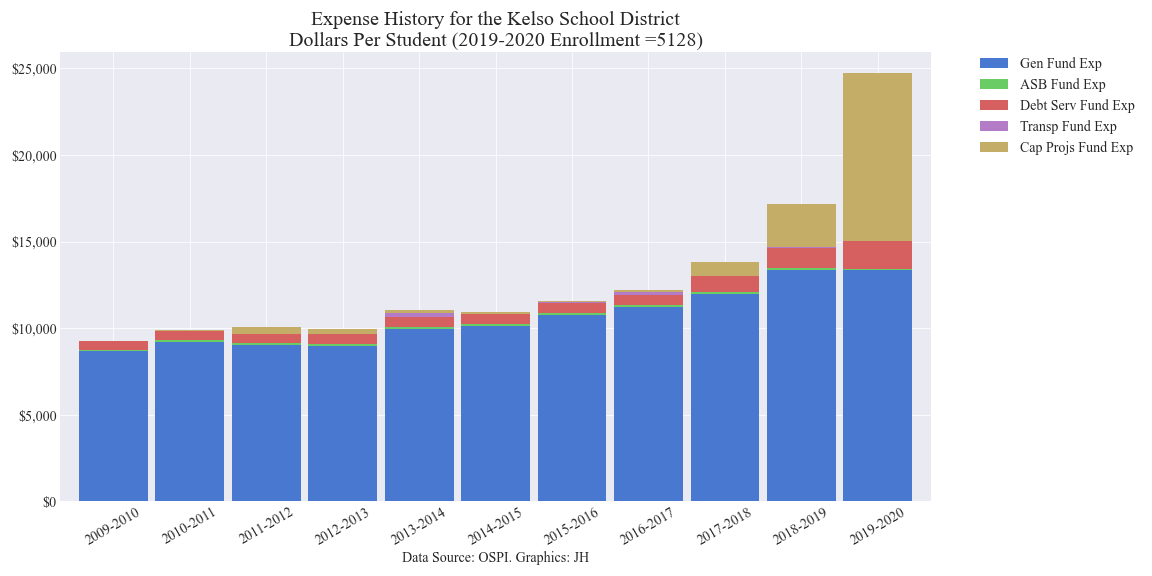 Expense History for the Kelso School District
Dollars Per Student (2019-2020 Enrollment =5128)
$25,000
$20,000
$15,000
$10,000
$5,000
$0
2009-2010
2010-2011
2011-2012
2012-2013
2013-2014
2014-2015
2015-2016
2016-2017
2017-2018
2018-2019
2019-2020
Data Source: OSPI. Graphics: JH
Gen Fund Exp
ASB Fund Exp
Debt Serv Fund Exp
Transp Fund Exp
Cap Projs Fund Exp